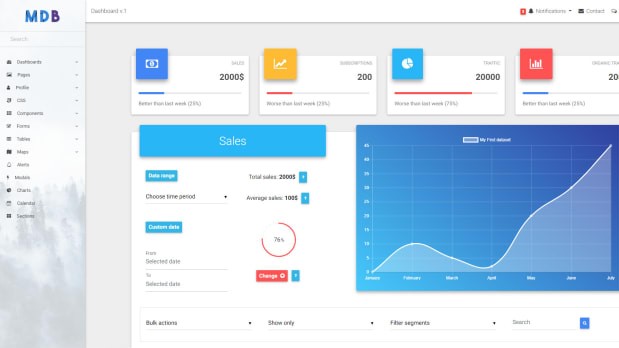 MDB
Dashboard v.1
Notifications
Contact
Search
Dashboards
Pages
Profile
CSS
Components
Forms
Tables
Maps
Alerts
Modals
Charts
Calendar
Sections
SALES
2000$
Better than last week (25%)
SUBSCRIPTIONS
200
Worse than last week (25%)
TRAFFIC
20000
Worse than last week (75%)
ORGANIC TRA
200
Better than last week (25%)
Sales
Data range
Choose time period
Total sales: 2000$
Average sales: 100$
Custom date
From
Selected date
To
Selected date
76%
Change
My First dataset
45
40
35
30
25
20
15
10
5
0
January
February
March
April
May
June
July
Bulk actions
Show only
Filter segments
Search